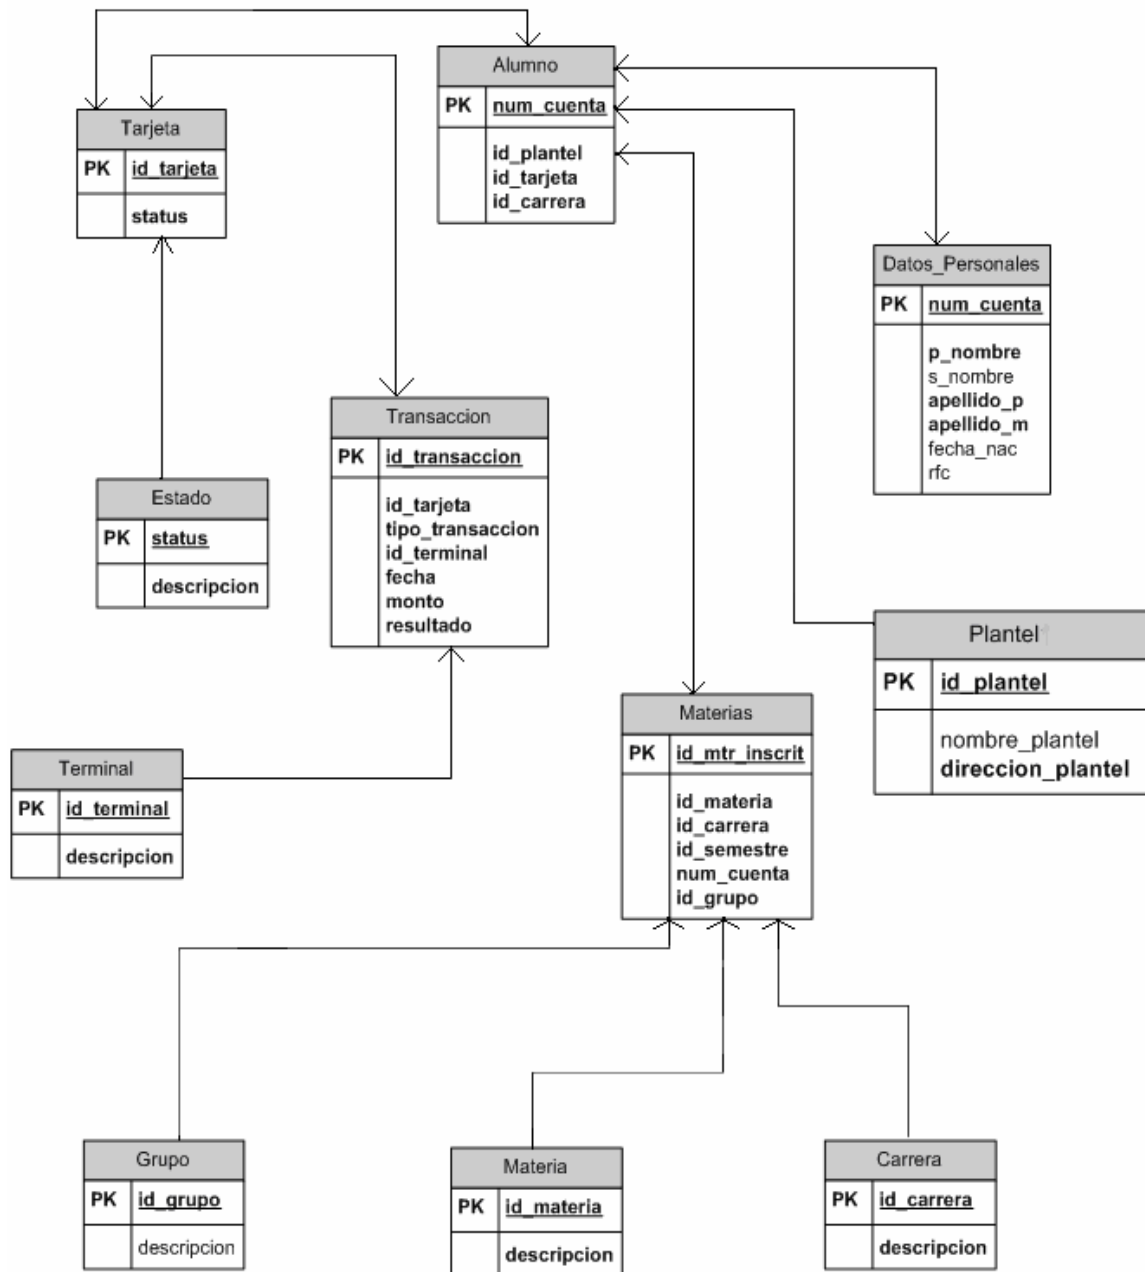 Alumno
PK num_cuenta
id_plantel
id_tarjeta
id_carrera
Tarjeta
PK id_tarjeta
status
Datos_Personales
PK num_cuenta
p_nombre
s_nombre
apellido_p
apellido_m
fecha_nac
rfc
Transaccion
PK id_transaccion
id_tarjeta
tipo_transaccion
id_terminal
fecha
monto
resultado
Estado
PK status
descripcion
Plantel
PK id_plantel
nombre_plantel
direccion_plantel
Materias
PK id_mtr_inscrit
id_materia
id_carrera
id_semestre
num_cuenta
id_grupo
Terminal
PK id_terminal
descripcion
Grupo
PK id_grupo
descripcion
Materia
PK id_materia
descripcion
Carrera
PK id_carrera
descripcion